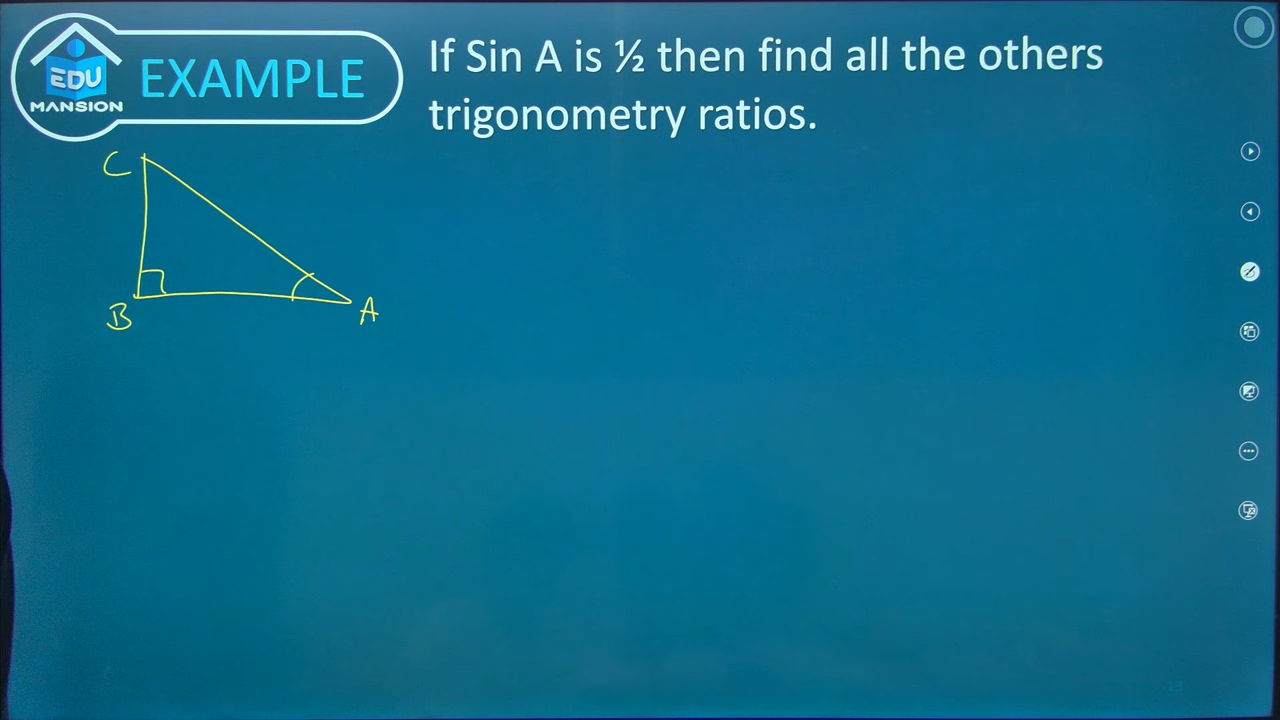 EDU
MANSION
EXAMPLE
If Sin A is ½ then find all the others
trigonometry ratios.
C
B
A